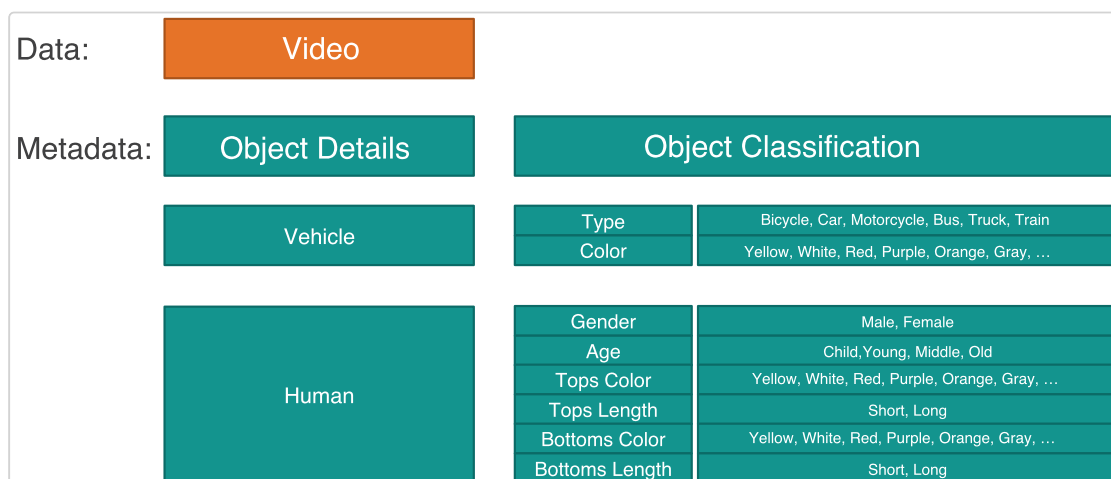 Data:
Video
Metadata:
Object Details
Object Classification
Vehicle
Type
Bicycle, Car, Motorcycle, Bus, Truck, Train
Color
Yellow, White, Red, Purple, Orange, Gray, …
Human
Gender
Male, Female
Age
Child,Young, Middle, Old
Tops Color
Yellow, White, Red, Purple, Orange, Gray, …
Tops Length
Short, Long
Bottoms Color
Yellow, White, Red, Purple, Orange, Gray, …
Bottoms Length
Short, Long